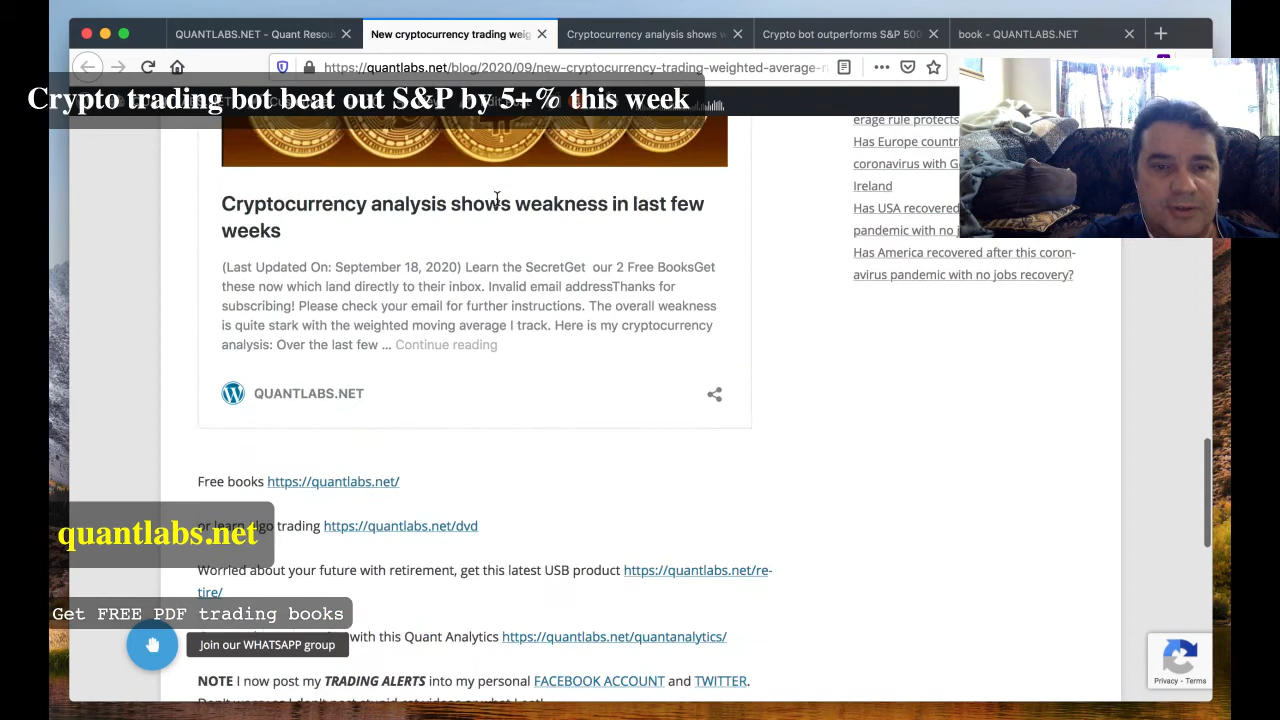 QUANTLABS.NET - Quant Resou
New cryptocurrency trading weig
Cryptocurrency analysis shows w
Crypto bot outperforms S&P 500
book - QUANTLABS.NET
https://quantlabs.net/
/2020/09/new-cryptocurrency-trading-weighted-average-r
Crypto trading bot beat out S&P by 5+% this week
erage rule protects
Has Europe countr
coronavirus with G
Ireland
Has USA recovered
pandemic with no j
Has America recovered after this coron-
avirus pandemic with no jobs recovery?
Cryptocurrency analysis shows weakness in last few
weeks
(Last Updated On: September 18, 2020) Learn the SecretGet our 2 Free BooksGet
these now which land directly to their inbox. Invalid email addressThanks for
subscribing! Please check your email for further instructions. The overall weakness
is quite stark with the weighted moving average I track. Here is my cryptocurrency
analysis: Over the last few ... Continue reading
QUANTLABS.NET
Free books https://quantlabs.net/
or learn algo trading https://quantlabs.net/dvd
quantlabs.net
Worried about your future with retirement, get this latest USB product https://quantlabs.net/re-
tire/
Get FREE PDF trading books
with this Quant Analytics https://quantlabs.net/quantanalytics/
Join our WHATSAPP group
NOTE I now post my TRADING ALERTS into my personal FACEBOOK ACCOUNT and TWITTER.
Privacy - Terms